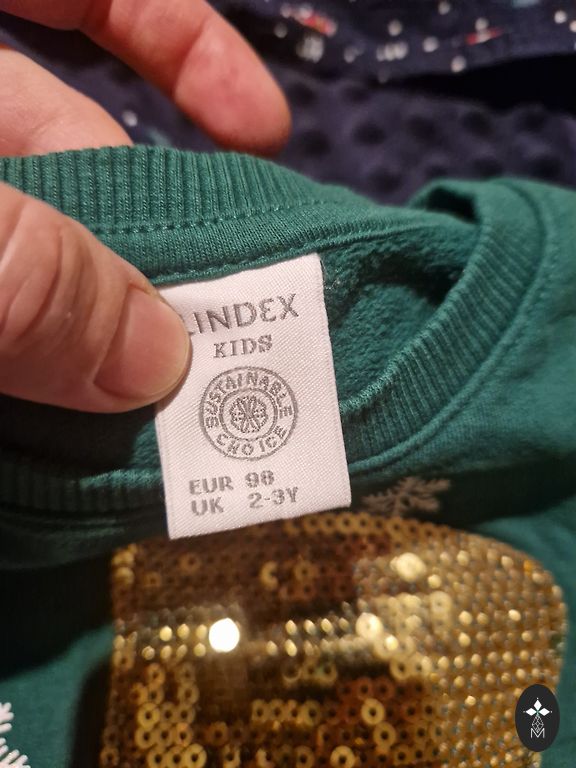 LINDEX
KIDS
SUSTAINABLE
CHOICE
EUR 98
UK 2-3Y
M